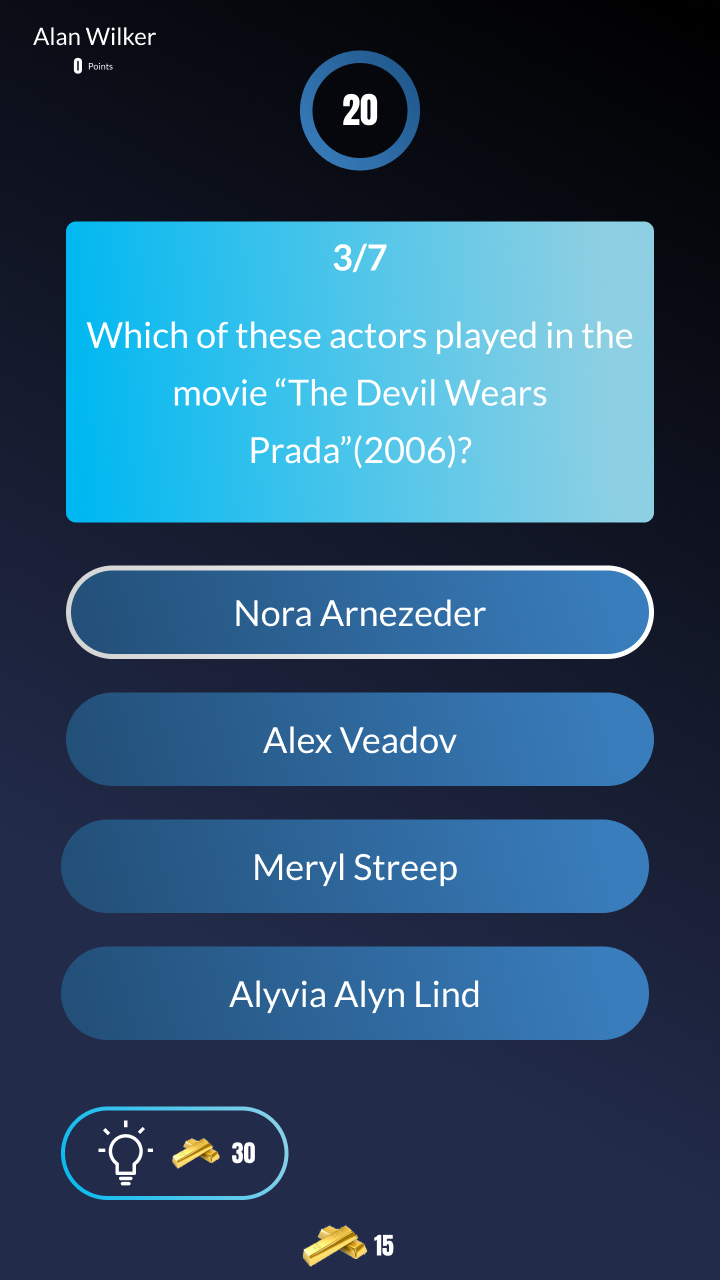 Alan Wilker
0 Points
20
3/7
Which of these actors played in the
movie “The Devil Wears
Prada”(2006)?
Nora Arnezeder
Alex Veadov
Meryl Streep
Alyvia Alyn Lind
30
15